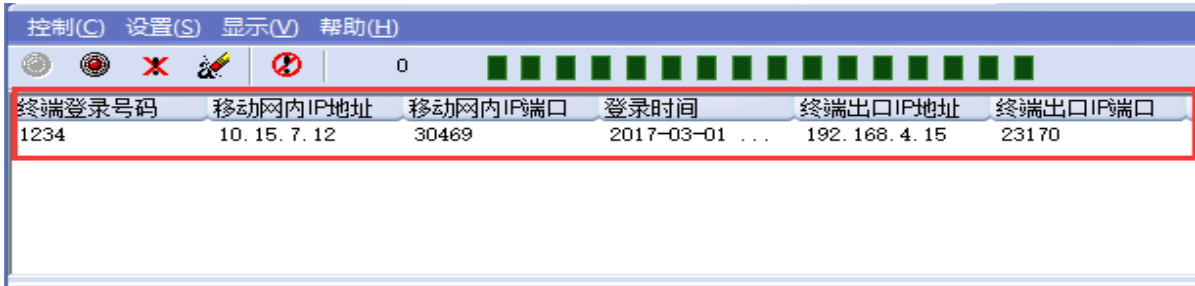 控制(C) 设置(S) 显示(V) 帮助(H)
0
终端登录号码 移动网内IP地址 移动网内IP端口 登录时间 终端出口IP地址 终端出口IP端口
1234 10.15.7.12 30469 2017-03-01 ... 192.168.4.15 23170